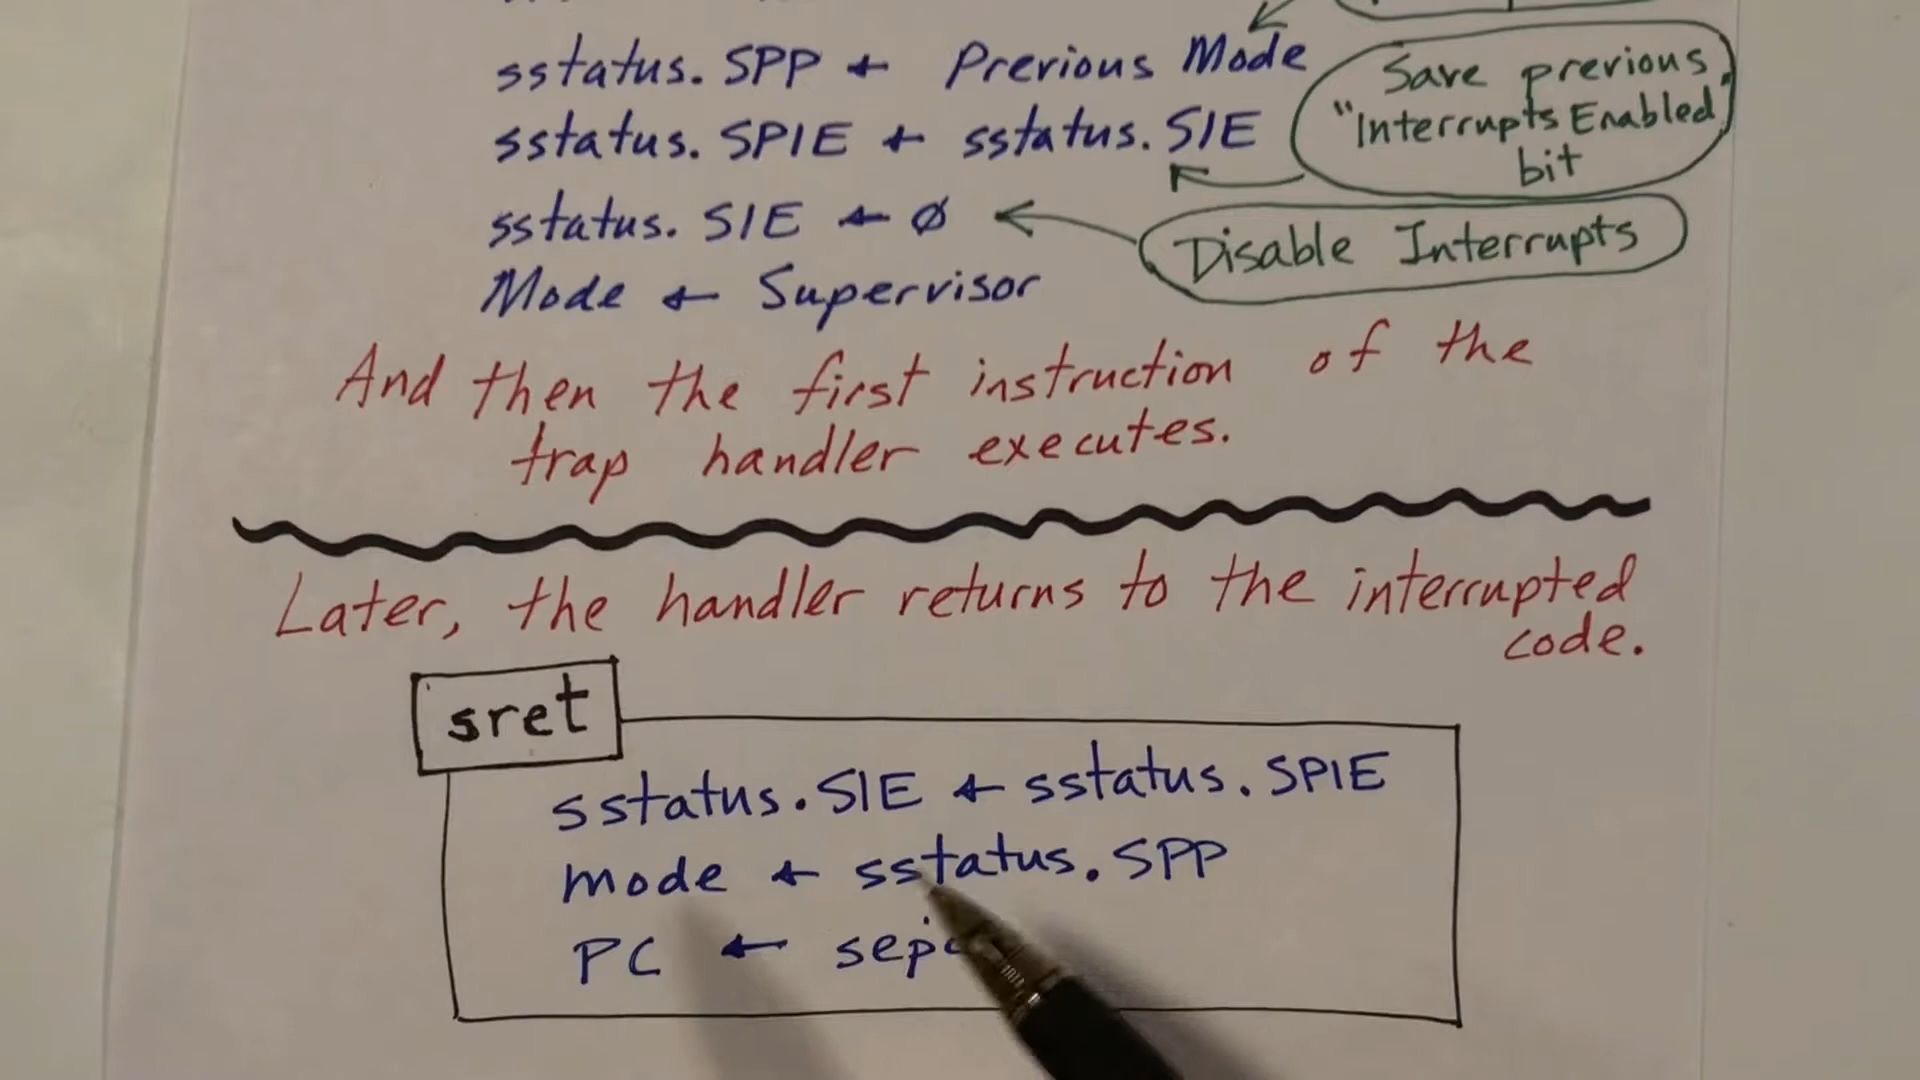 sstatus. SPP ← Previous Mode
sstatus. SPIE ← sstatus. SIE
Save previous
"Interrupts Enabled"
bit
sstatus. SIE ← Ø
Disable Interrupts
Mode ← Supervisor
And then the first instruction of the
trap handler executes.
Later, the handler returns to the interrupted
code.
sret
sstatus.SIE ← sstatus.SPIE
mode ← sstatus.SPP
PC ←